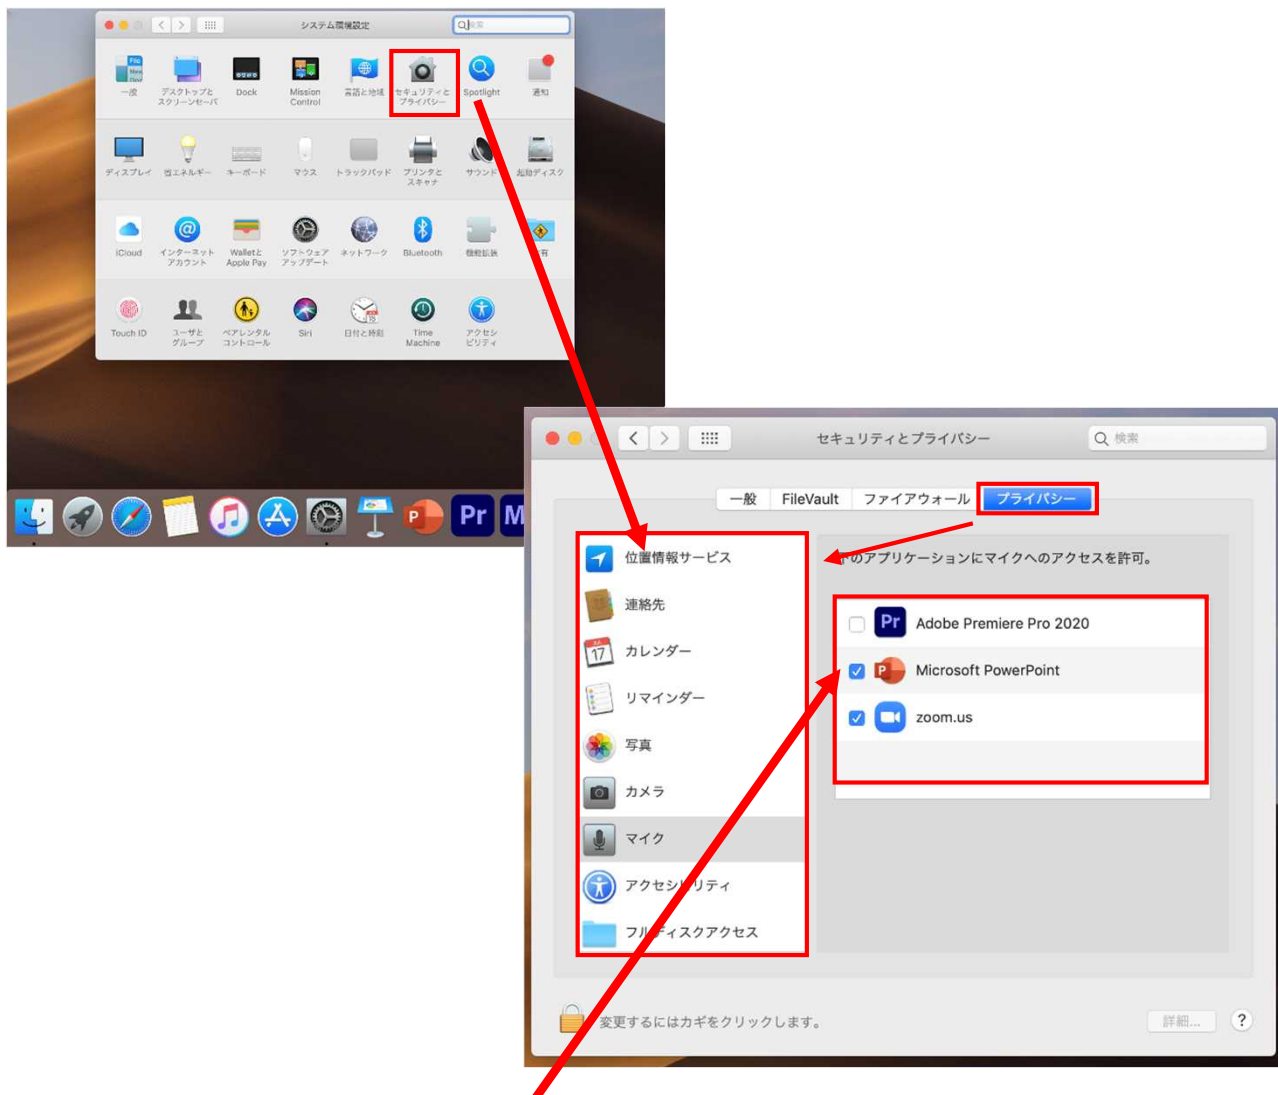 システム環境設定
検索
File
New
一般
デスクトップと
スクリーンセーバ
Dock
Mission
Control
言語と地域
セキュリティと
プライバシー
Spotlight
通知
ディスプレイ
省エネルギー
キーボード
マウス
トラックパッド
プリンタと
スキャナ
サウンド
起動ディスク
iCloud
インターネット
アカウント
Walletと
Apple Pay
ソフトウェア
アップデート
ネットワーク
Bluetooth
機能拡張
有
Touch ID
ユーザと
グループ
ペアレンタル
コントロール
Siri
日付と時刻
Time
Machine
アクセシ
ビリティ
P
Pr
M
セキュリティとプライバシー
検索
一般
FileVault
ファイアウォール
プライバシー
位置情報サービス
連絡先
17
カレンダー
リマインダー
写真
カメラ
マイク
アクセシビリティ
フルディスクアクセス
下のアプリケーションにマイクへのアクセスを許可。
Pr
Adobe Premiere Pro 2020
P
Microsoft PowerPoint
zoom.us
変更するにはカギをクリックします。
詳細...
?